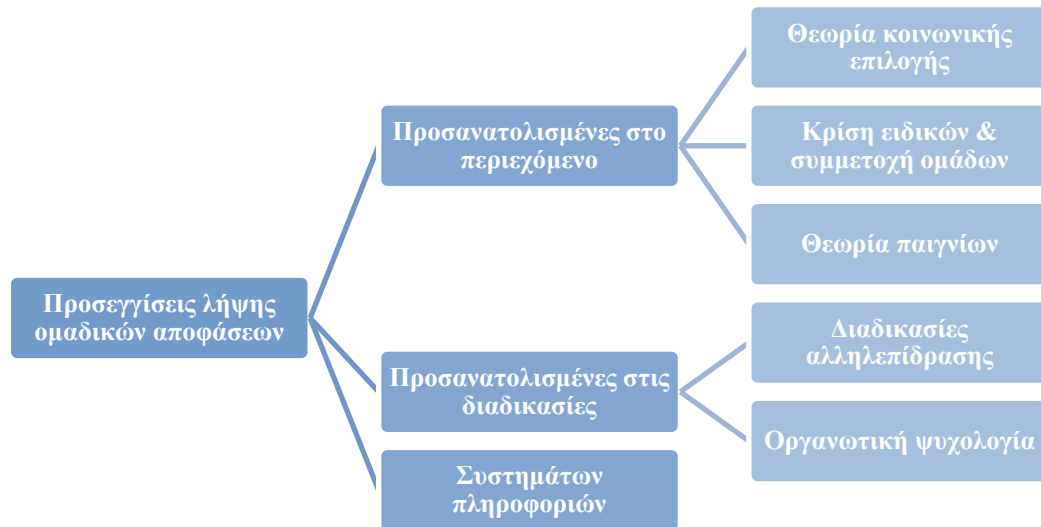 Προσεγγίσεις λήψης
ομαδικών αποφάσεων
Προσανατολισμένες στο
περιεχόμενο
Θεωρία κοινωνικής
επιλογής
Κρίση ειδικών &
συμμετοχή ομάδων
Θεωρία παιγνίων
Προσανατολισμένες στις
διαδικασίες
Διαδικασίες
αλληλεπίδρασης
Οργανωτική ψυχολογία
Συστημάτων
πληροφοριών